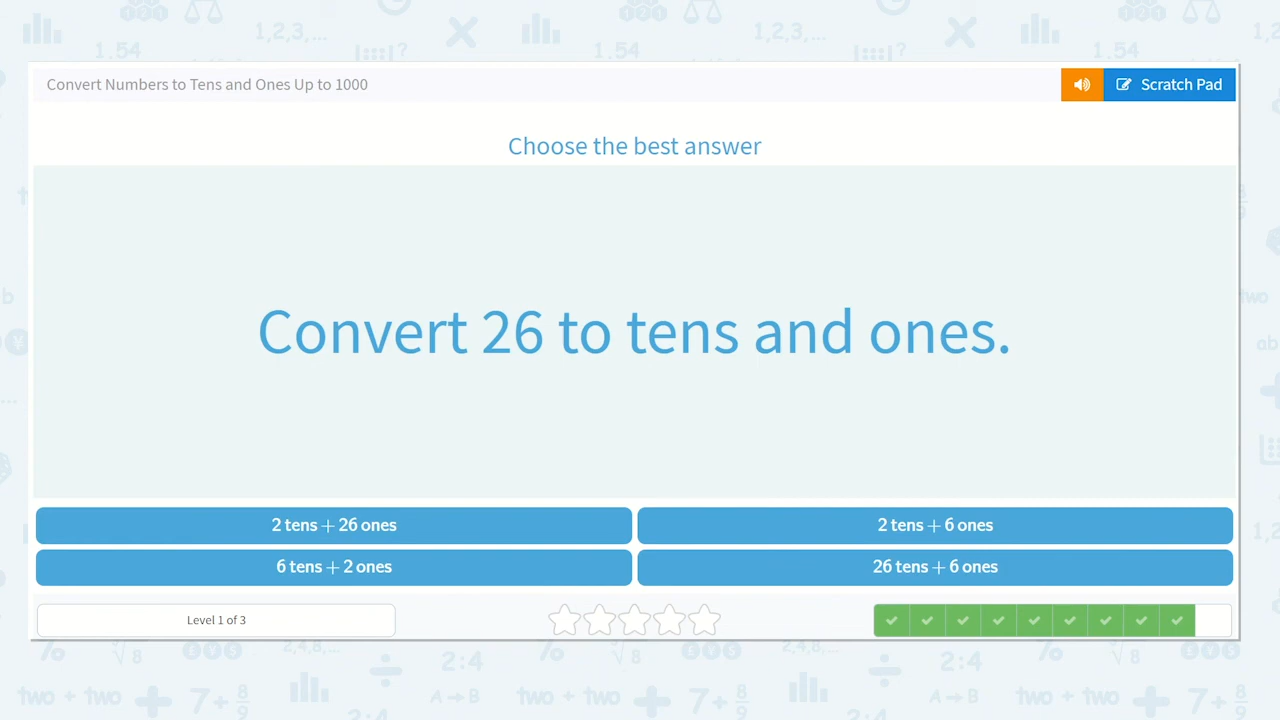 Convert Numbers to Tens and Ones Up to 1000
Scratch Pad
Choose the best answer
Convert 26 to tens and ones.
2 tens + 26 ones
2 tens + 6 ones
6 tens + 2 ones
26 tens + 6 ones
Level 1 of 3